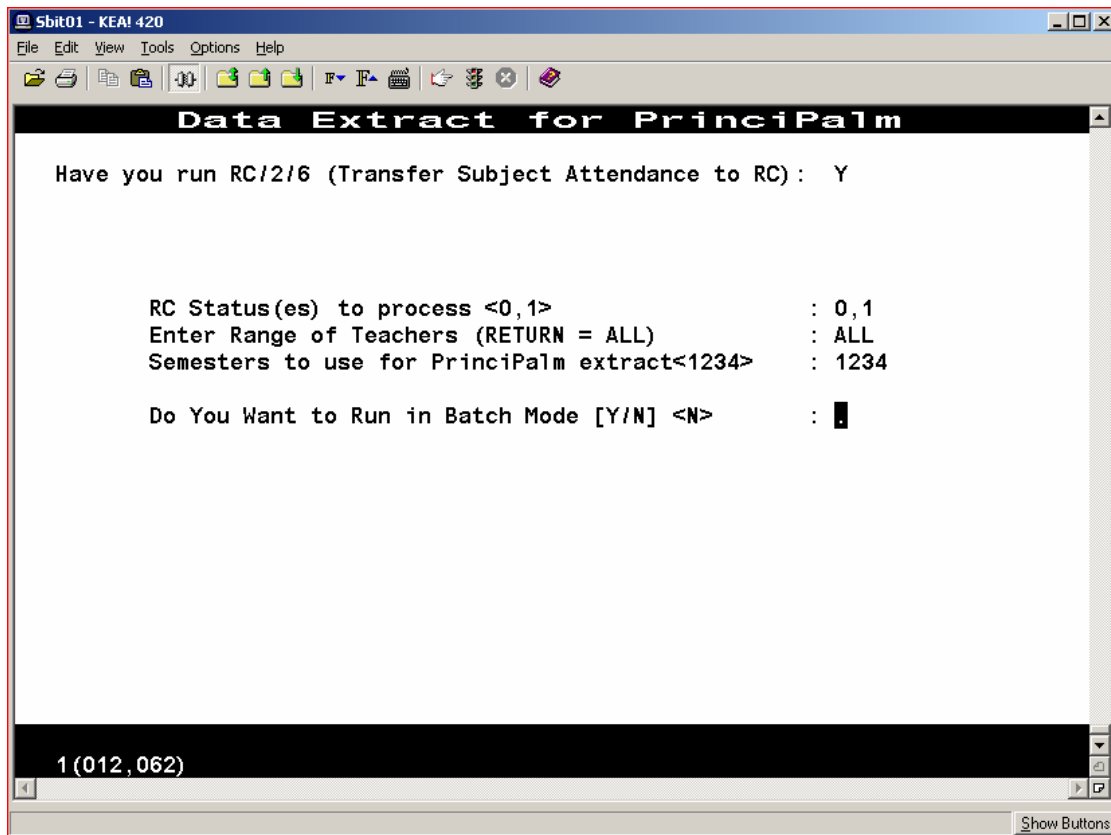 Sbit01 - KEA! 420
File Edit View Tools Options Help
Data Extract for PrinciPalm
Have you run RC/2/6 (Transfer Subject Attendance to RC) : Y
RC Status(es) to process <0,1> : 0,1
Enter Range of Teachers (RETURN = ALL) : ALL
Semesters to use for PrinciPalm extract<1234> : 1234
Do You Want to Run in Batch Mode [Y/N] <N> : .
1(012,062)
Show Buttons